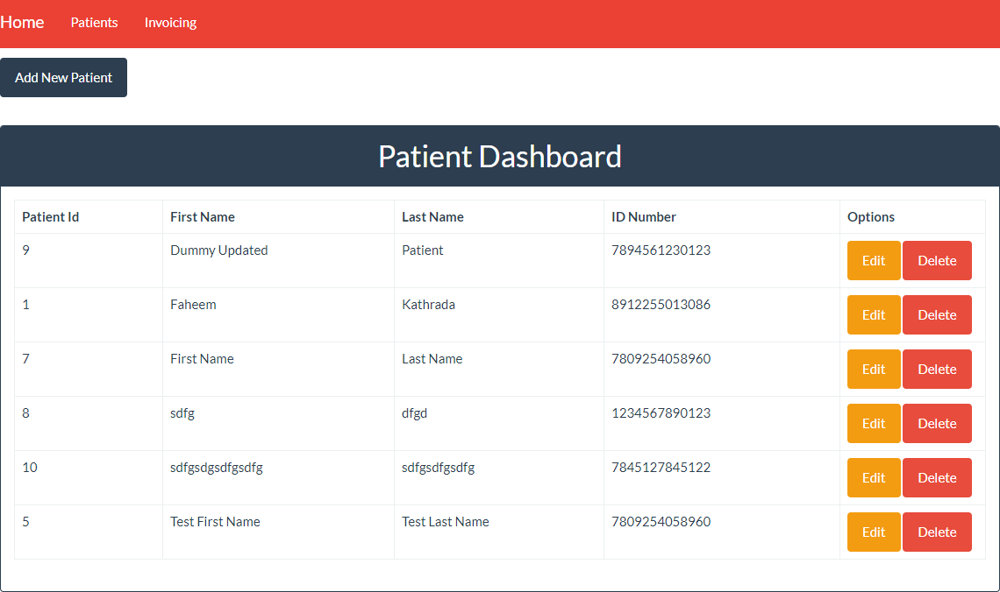 Home Patients Invoicing
Add New Patient
Patient Dashboard
Patient Id First Name Last Name ID Number Options
9 Dummy Updated Patient 7894561230123 Edit Delete
1 Faheem Kathrada 8912255013086 Edit Delete
7 First Name Last Name 7809254058960 Edit Delete
8 sdfg dfgd 1234567890123 Edit Delete
10 sdfgsdgsdfgsdfg sdfgsdfgsdfg 7845127845122 Edit Delete
5 Test First Name Test Last Name 7809254058960 Edit Delete